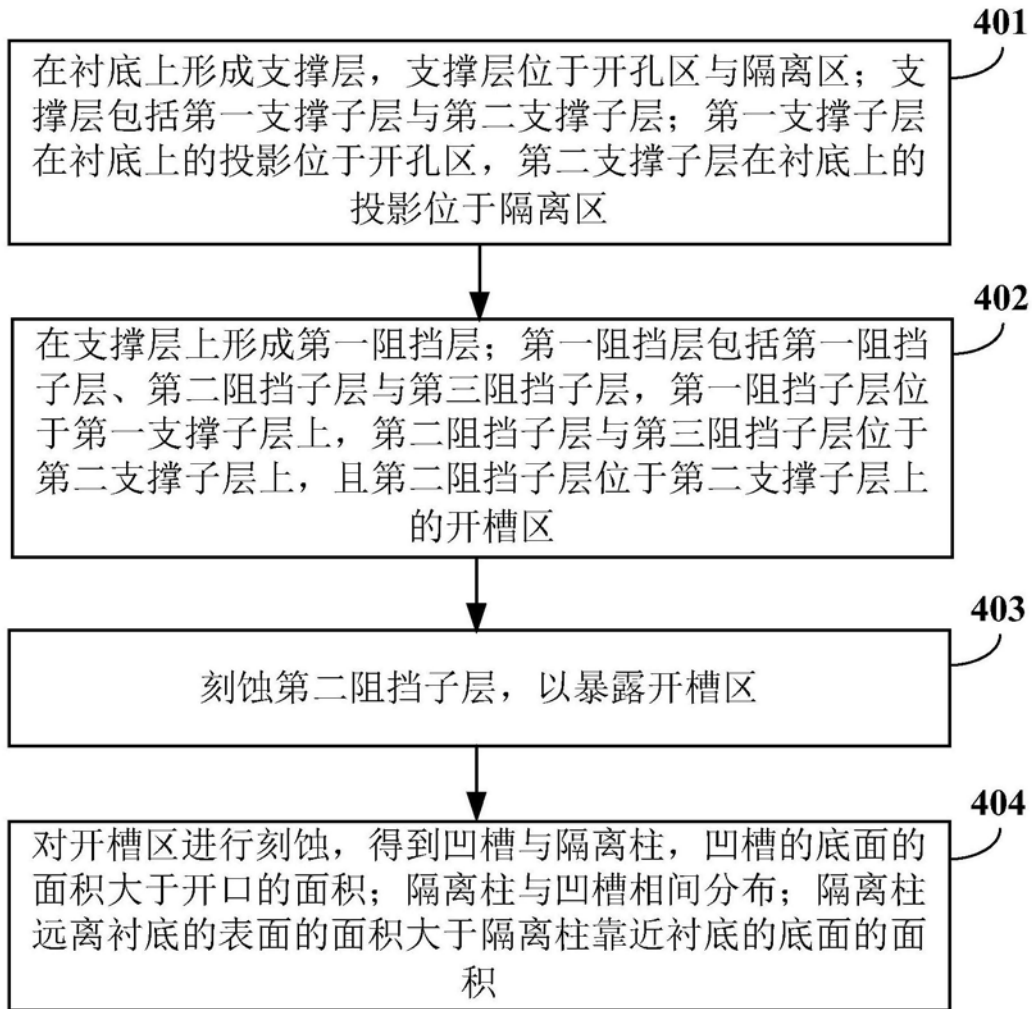 401
在衬底上形成支撑层，支撑层位于开孔区与隔离区；支
撑层包括第一支撑子层与第二支撑子层；第一支撑子层
在衬底上的投影位于开孔区，第二支撑子层在衬底上的
投影位于隔离区
402
在支撑层上形成第一阻挡层；第一阻挡层包括第一阻挡
子层、第二阻挡子层与第三阻挡子层，第一阻挡子层位
于第一支撑子层上，第二阻挡子层与第三阻挡子层位于
第二支撑子层上，且第二阻挡子层位于第二支撑子层上
的开槽区
403
刻蚀第二阻挡子层，以暴露开槽区
404
对开槽区进行刻蚀，得到凹槽与隔离柱，凹槽的底面的
面积大于开口的面积；隔离柱与凹槽相间分布；隔离柱
远离衬底的表面的面积大于隔离柱靠近衬底的底面的面
积